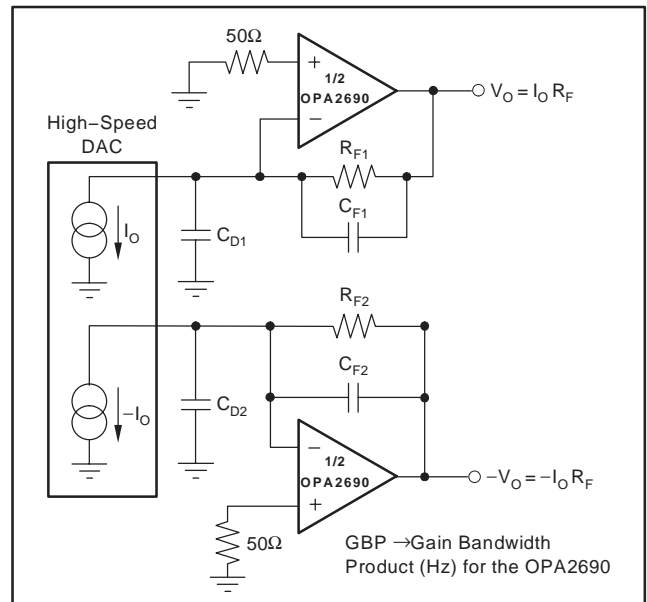 50Ω
+
1/2
OPA2690
−
V_O = I_O R_F
High−Speed
DAC
R_F1
C_F1
I_O
C_D1
R_F2
C_F2
−I_O
C_D2
−
1/2
OPA2690
+
−V_O = −I_O R_F
50Ω
GBP →Gain Bandwidth
Product (Hz) for the OPA2690